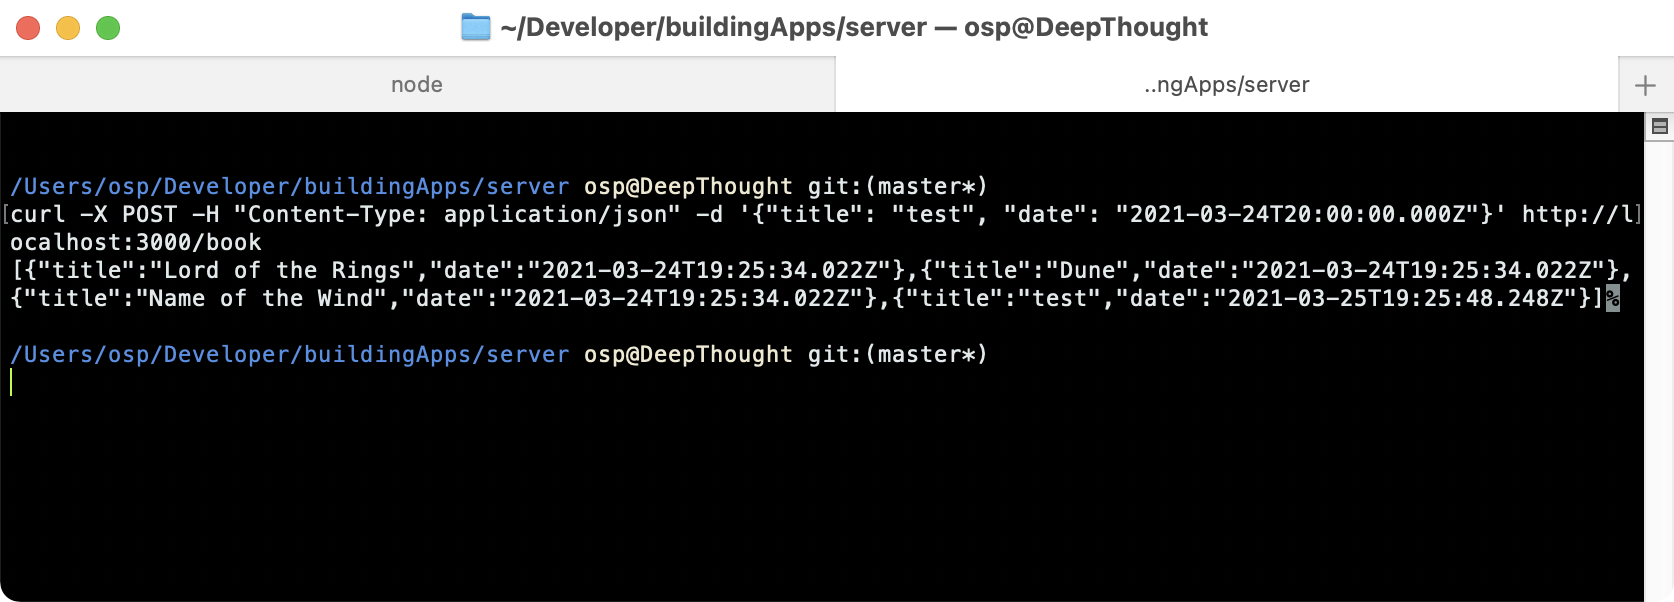 ~/Developer/buildingApps/server — osp@DeepThought
node
..ngApps/server
/Users/osp/Developer/buildingApps/server osp@DeepThought git:(master*)
[curl -X POST -H "Content-Type: application/json" -d '{"title": "test", "date": "2021-03-24T20:00:00.000Z"}' http://l]
ocalhost:3000/book
[{"title":"Lord of the Rings","date":"2021-03-24T19:25:34.022Z"},{"title":"Dune","date":"2021-03-24T19:25:34.022Z"},
{"title":"Name of the Wind","date":"2021-03-24T19:25:34.022Z"},{"title":"test","date":"2021-03-25T19:25:48.248Z"}]%
/Users/osp/Developer/buildingApps/server osp@DeepThought git:(master*)